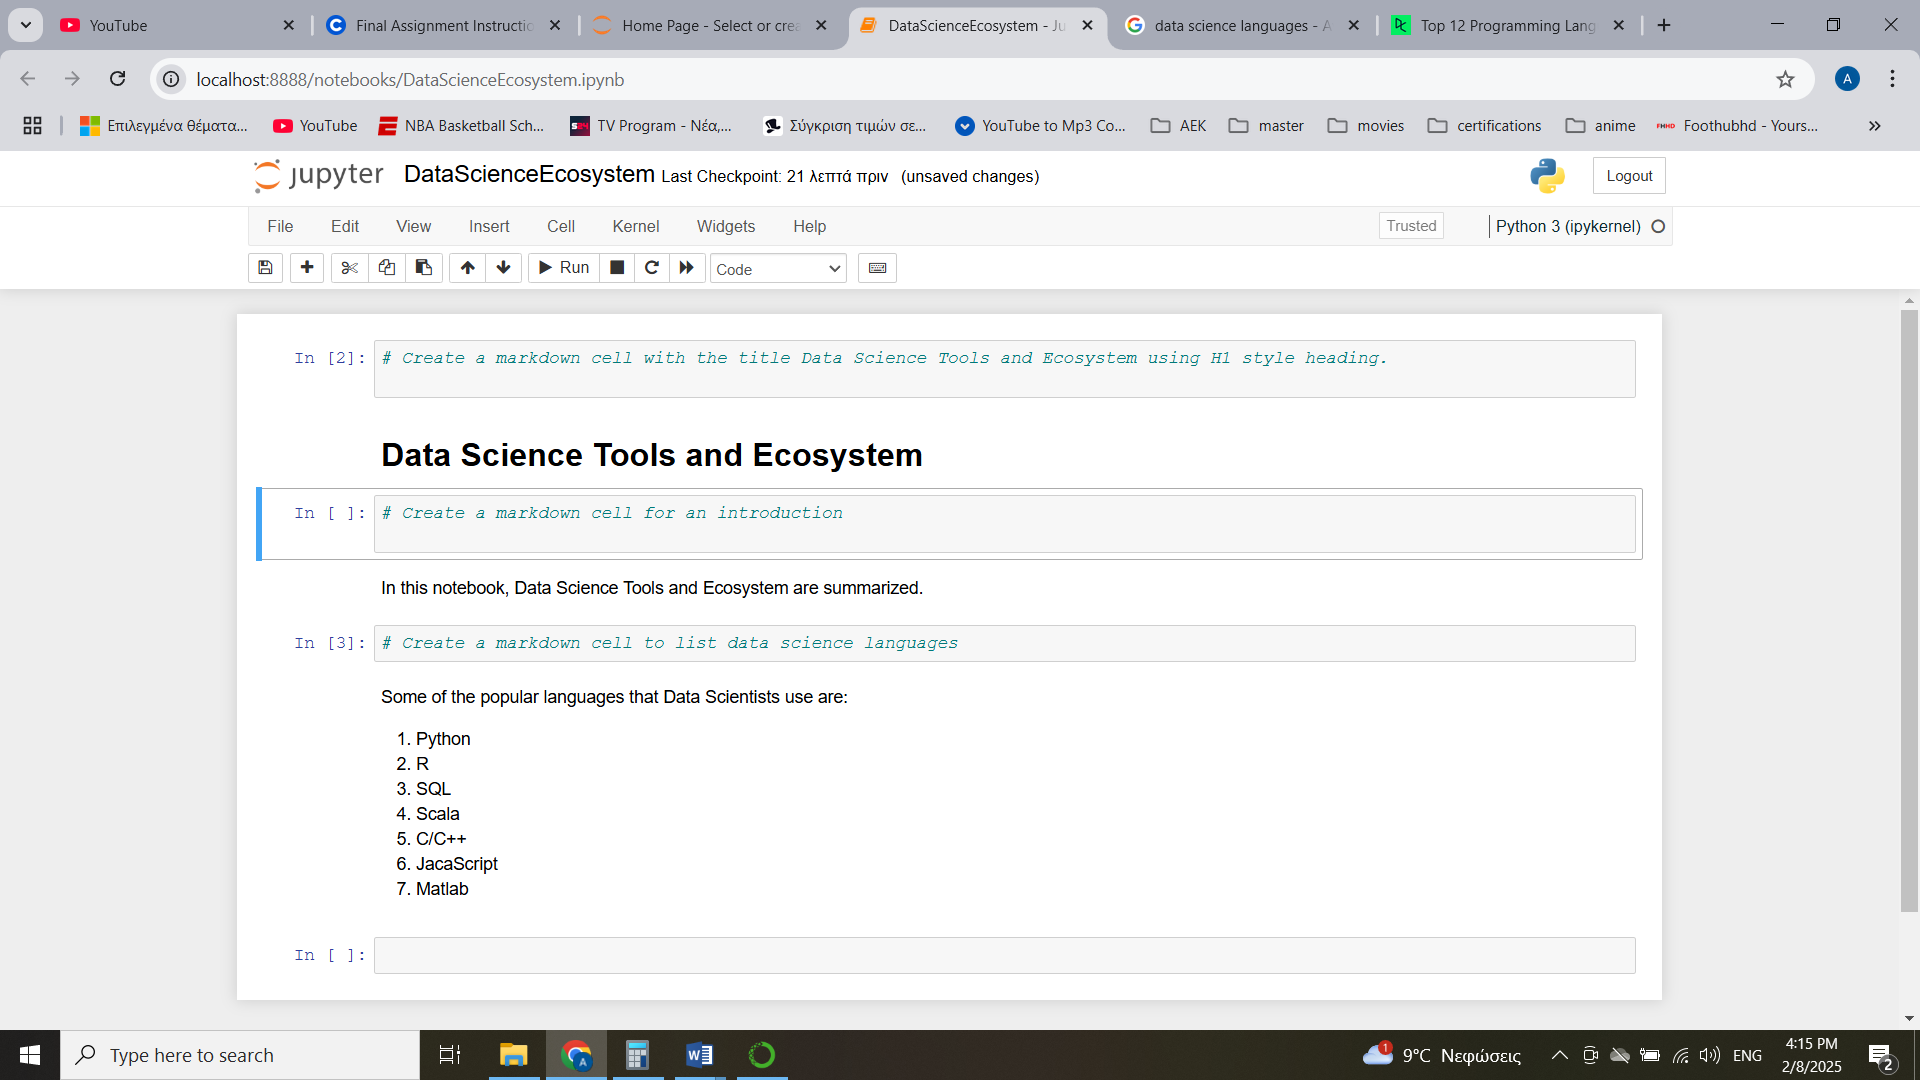 YouTube
Final Assignment Instructio
Home Page - Select or crea
DataScienceEcosystem - Ju
data science languages - A
Top 12 Programming Lang
localhost:8888/notebooks/DataScienceEcosystem.ipynb
A
Επιλεγμένα θέματα...
YouTube
NBA Basketball Sch...
TV Program - Νέα,...
Σύγκριση τιμών σε...
YouTube to Mp3 Co...
AEK
master
movies
certifications
anime
Foothubhd - Yours...
jupyter DataScienceEcosystem Last Checkpoint: 21 λεπτά πριν (unsaved changes)
Logout
File Edit View Insert Cell Kernel Widgets Help
Trusted
Python 3 (ipykernel)
Run
Code
In [2]: # Create a markdown cell with the title Data Science Tools and Ecosystem using H1 style heading.
Data Science Tools and Ecosystem
In [ ]: # Create a markdown cell for an introduction
In this notebook, Data Science Tools and Ecosystem are summarized.
In [3]: # Create a markdown cell to list data science languages
Some of the popular languages that Data Scientists use are:
1. Python
2. R
3. SQL
4. Scala
5. C/C++
6. JacaScript
7. Matlab
In [ ]:
Type here to search
1
9°C Νεφώσεις
ENG
4:15 PM
2/8/2025
2